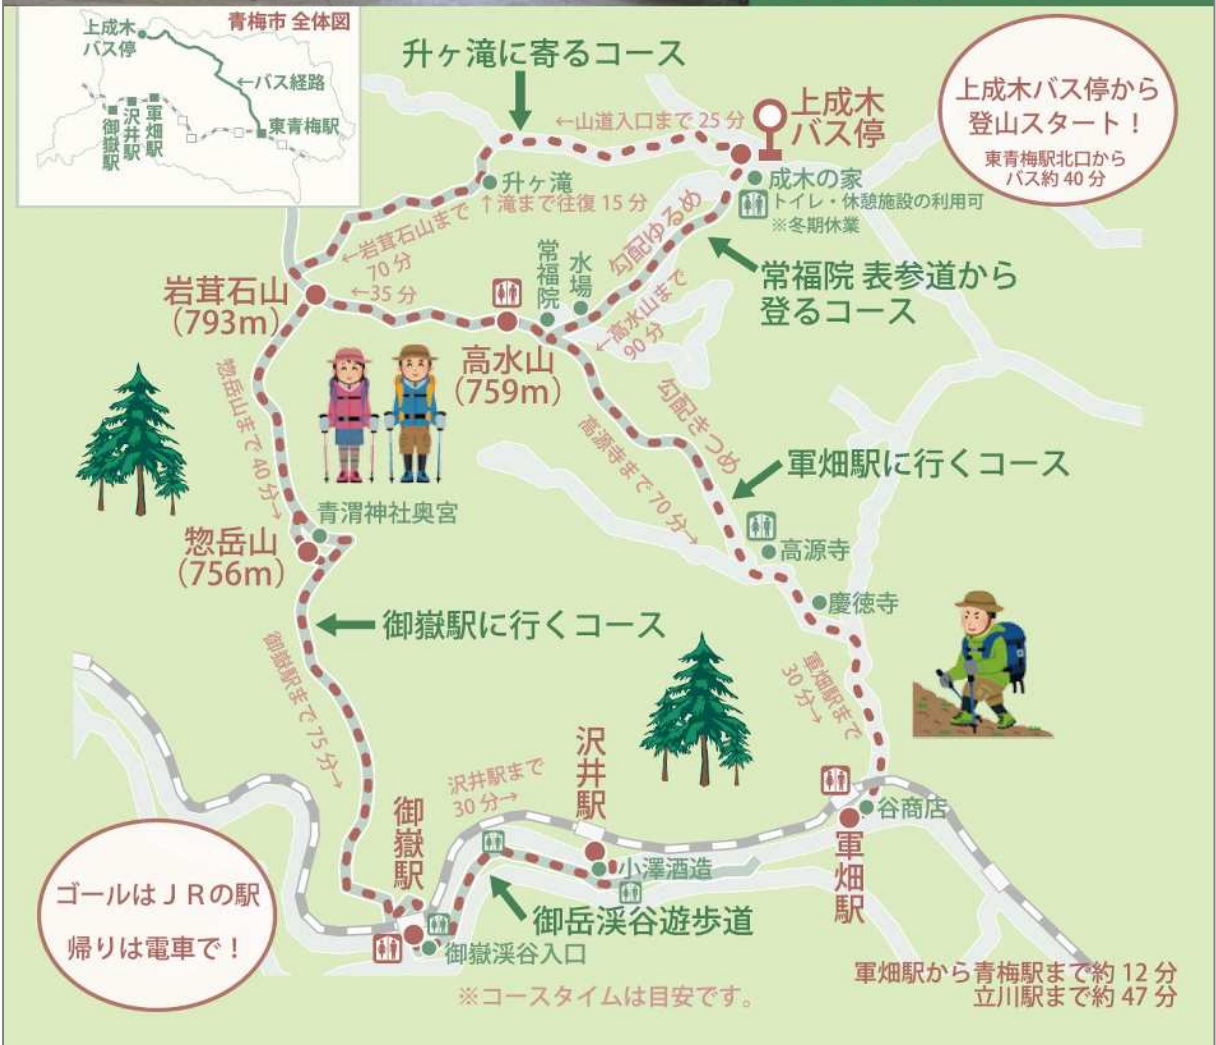 青梅市 全体図
上成木
バス停
←バス経路
東青梅駅
軍畑駅
沢井駅
御嶽駅
升ヶ滝に寄るコース
←山道入口まで 25 分
上成木
バス停
上成木バス停から
登山スタート！
東青梅駅北口から
バス約 40 分
成木の家
トイレ・休憩施設の利用可
※冬期休業
升ヶ滝
↑滝まで往復 15 分
←岩茸石山まで
70 分
←35 分
岩茸石山
（793m）
常福院
水場
勾配ゆるめ
←高水山まで
90 分
常福院 表参道から
登るコース
高水山
（759m）
惣岳山まで 40 分→
勾配きつめ
高源寺まで 70 分→
軍畑駅に行くコース
青渭神社奥宮
惣岳山
（756m）
高源寺
慶徳寺
御嶽駅に行くコース
御嶽駅まで 75 分→
軍畑駅まで
30 分→
沢井駅まで
30 分→
沢井駅
御嶽駅
谷商店
軍畑駅
小澤酒造
御岳渓谷遊歩道
御嶽渓谷入口
ゴールはＪＲの駅
帰りは電車で！
※コースタイムは目安です。
軍畑駅から青梅駅まで約 12 分
立川駅まで約 47 分